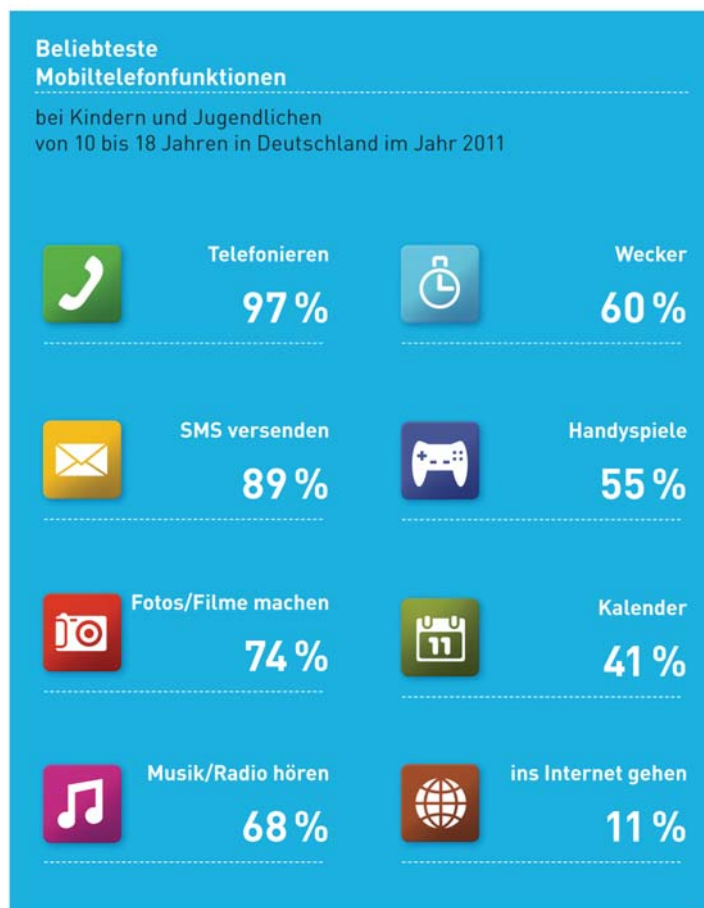 Beliebteste
Mobiltelefonfunktionen
bei Kindern und Jugendlichen
von 10 bis 18 Jahren in Deutschland im Jahr 2011
Telefonieren
97 %
SMS versenden
89 %
Fotos/Filme machen
74 %
Musik/Radio hören
68 %
Wecker
60 %
Handyspiele
55 %
Kalender
11
41 %
ins Internet gehen
11 %